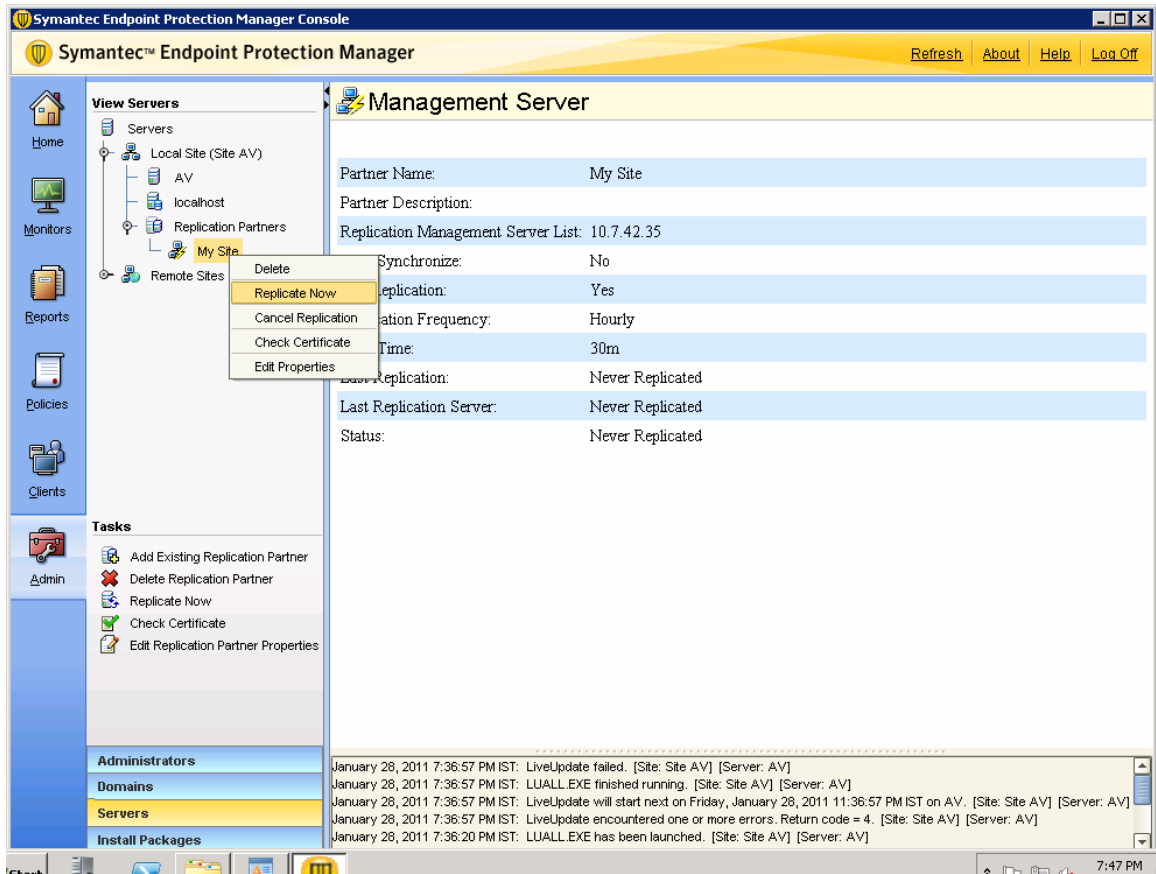 Symantec Endpoint Protection Manager Console
Symantec™ Endpoint Protection Manager
Refresh About Help Log Off
Home
Monitors
Reports
Policies
Clients
Admin
View Servers
Servers
Local Site (Site AV)
AV
localhost
Replication Partners
My Site
Remote Sites
Delete
Replicate Now
Cancel Replication
Check Certificate
Edit Properties
Management Server
Partner Name: My Site
Partner Description:
Replication Management Server List: 10.7.42.35
Synchronize: No
eplication: Yes
ation Frequency: Hourly
Time: 30m
Last Replication: Never Replicated
Last Replication Server: Never Replicated
Status: Never Replicated
Tasks
Add Existing Replication Partner
Delete Replication Partner
Replicate Now
Check Certificate
Edit Replication Partner Properties
Administrators
Domains
Servers
Install Packages
January 28, 2011 7:36:57 PM IST: LiveUpdate failed. [Site: Site AV] [Server: AV]
January 28, 2011 7:36:57 PM IST: LUALL.EXE finished running. [Site: Site AV] [Server: AV]
January 28, 2011 7:36:57 PM IST: LiveUpdate will start next on Friday, January 28, 2011 11:36:57 PM IST on AV. [Site: Site AV] [Server: AV]
January 28, 2011 7:36:57 PM IST: LiveUpdate encountered one or more errors. Return code = 4. [Site: Site AV] [Server: AV]
January 28, 2011 7:36:20 PM IST: LUALL.EXE has been launched. [Site: Site AV] [Server: AV]
Start
7:47 PM